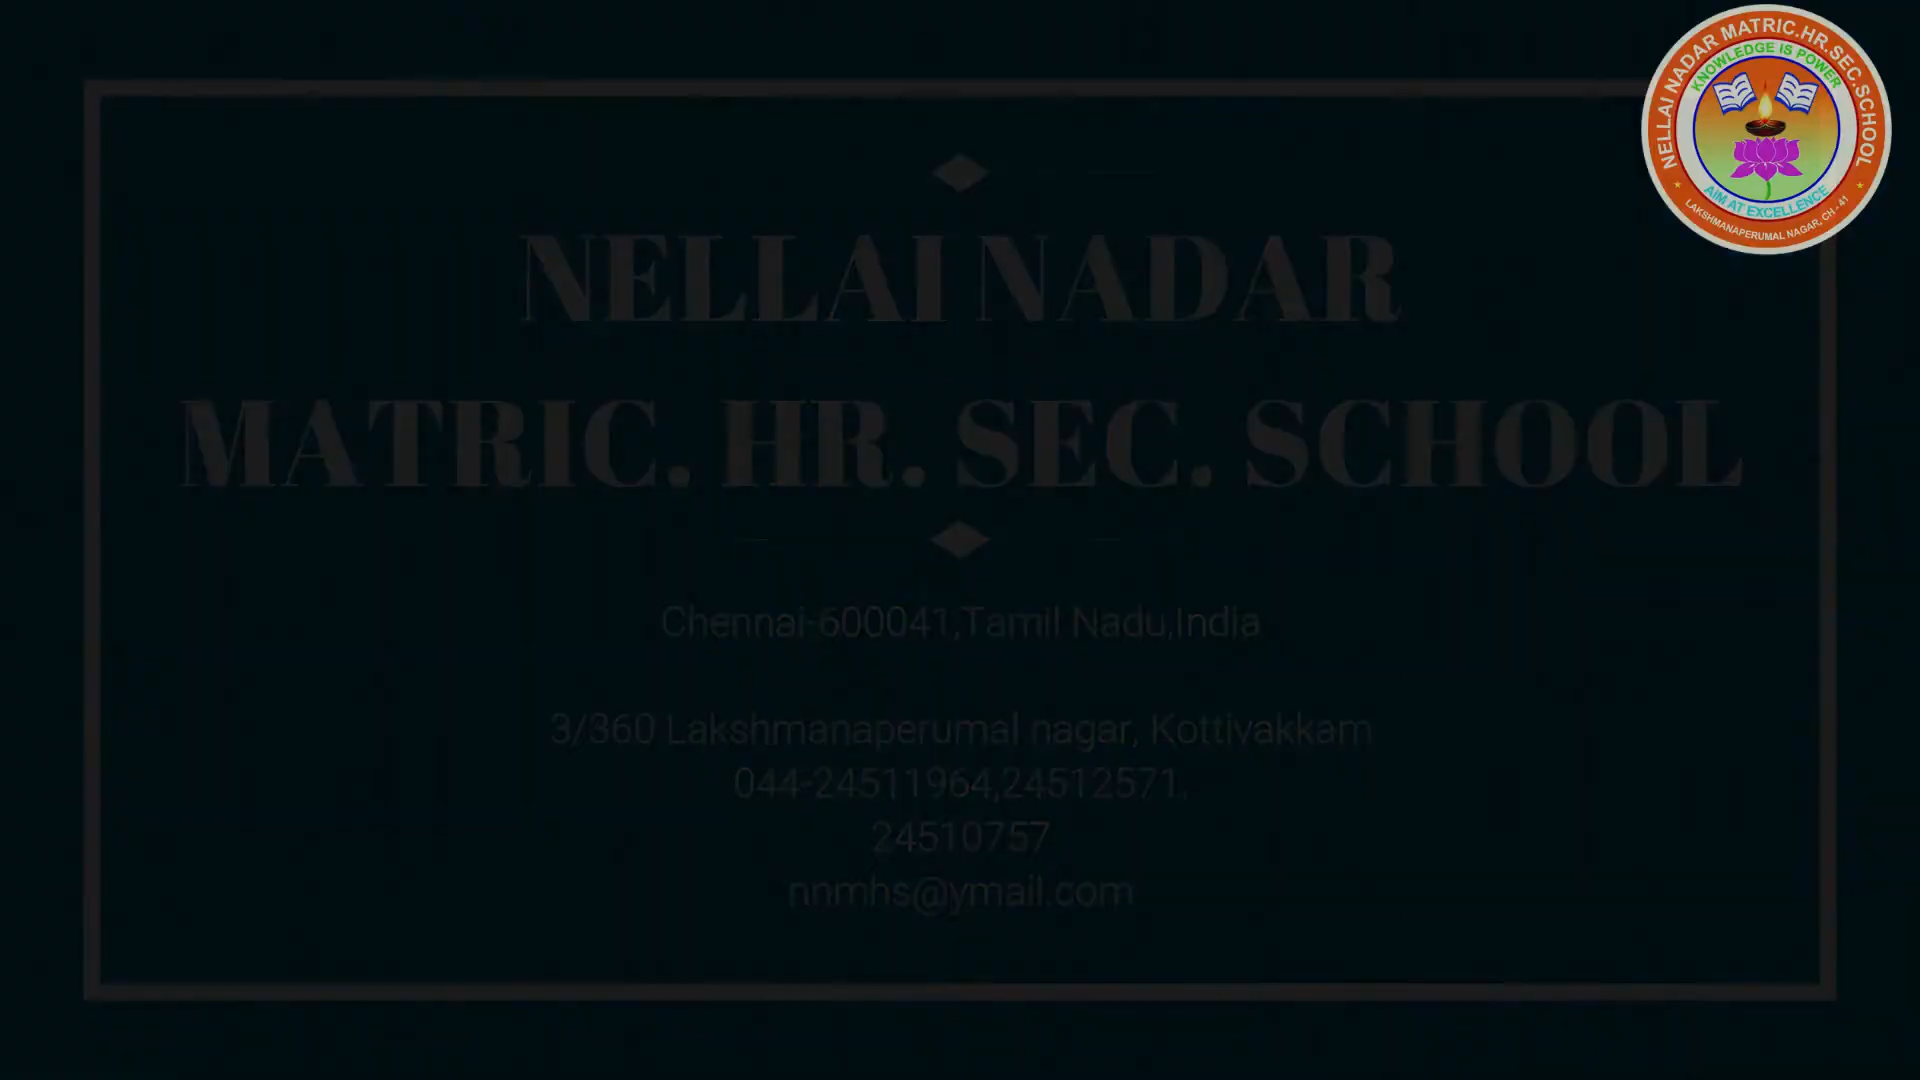 NELLAI NADAR MATRIC.HR.SEC.SCHOOL
KNOWLEDGE IS POWER
AIM AT EXCELLENCE
LAKSHMANAPERUMAL NAGAR, CH - 41
NELLAI NADAR
MATRIC. HR. SEC. SCHOOL
Chennai-600041,Tamil Nadu,India
3/360 Lakshmanaperumal nagar, Kottivakkam
044-24511964,24512571,
24510757
nnmhs@ymail.com